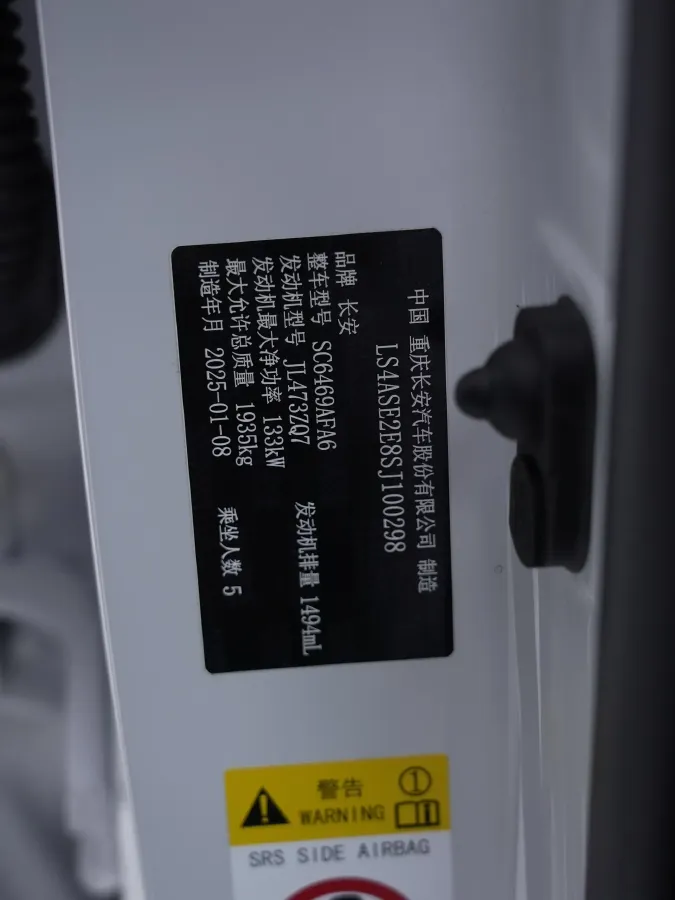 中国 重庆长安汽车股份有限公司 制造
LS4ASE2E8SJ100298
品牌 长安
整车型号 SC6469AFA6
发动机型号 JL473ZQ7 发动机排量 1494mL
发动机最大净功率 133kW
最大允许总质量 1935kg
制造年月 2025-01-08 乘坐人数 5
警告 ①
WARNING
SRS SIDE AIRBAG